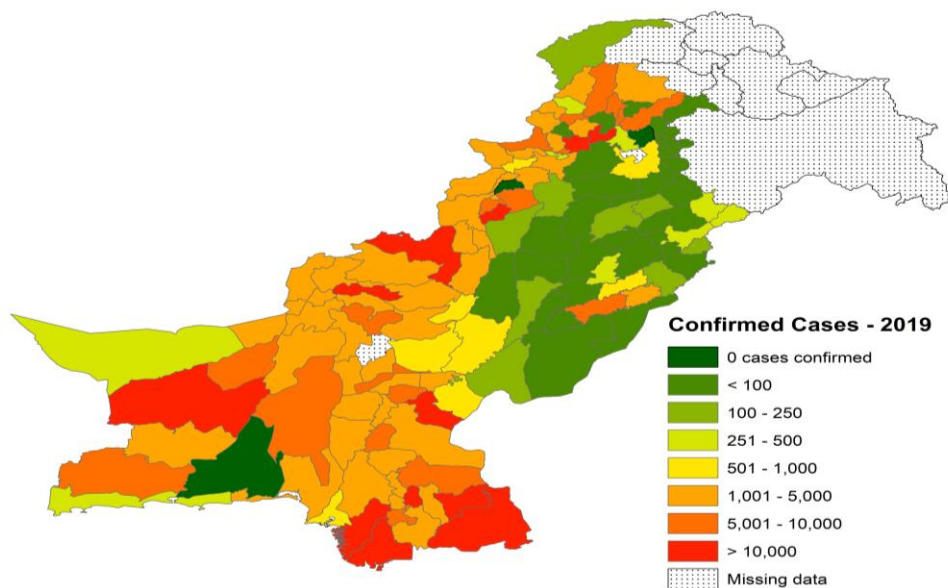 Confirmed Cases - 2019
0 cases confirmed
< 100
100 - 250
251 - 500
501 - 1,000
1,001 - 5,000
5,001 - 10,000
> 10,000
Missing data